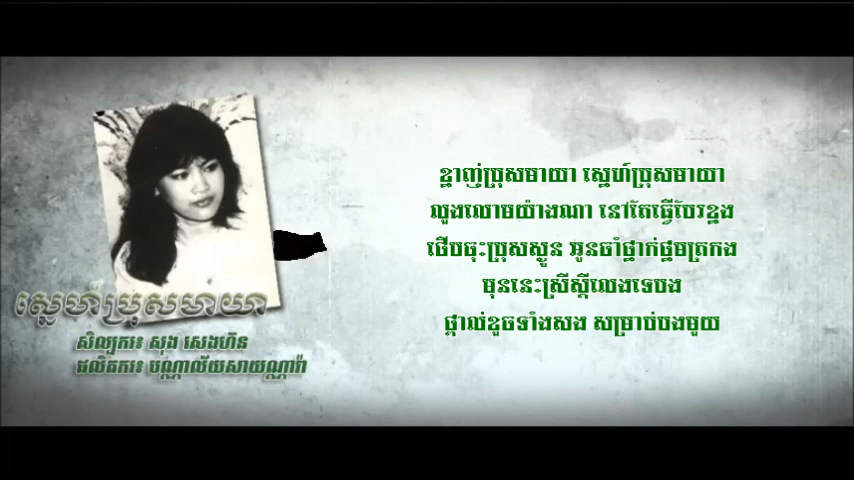 ស្នេហ៍ប្រុសមាយា
សិល្បករ៖ សុង សេងហ៊ន
ផលិតករ៖ បណ្ណាល័យសាយណ្ណារ៉ា
ខ្នាញ់ប្រុសមាយា ស្នេហ៍ប្រុសមាយា
លួងលោមយ៉ាងណា នៅតែធ្វើបែរខ្នង
ថើបចុះប្រុសស្ងួន អូនចាំផ្នាក់ផ្នមត្រកង
មុននេះស្រីស្ដីលេងទេបង
ផ្ដាល់ខូចទាំងសង សម្រាប់បងមួយ